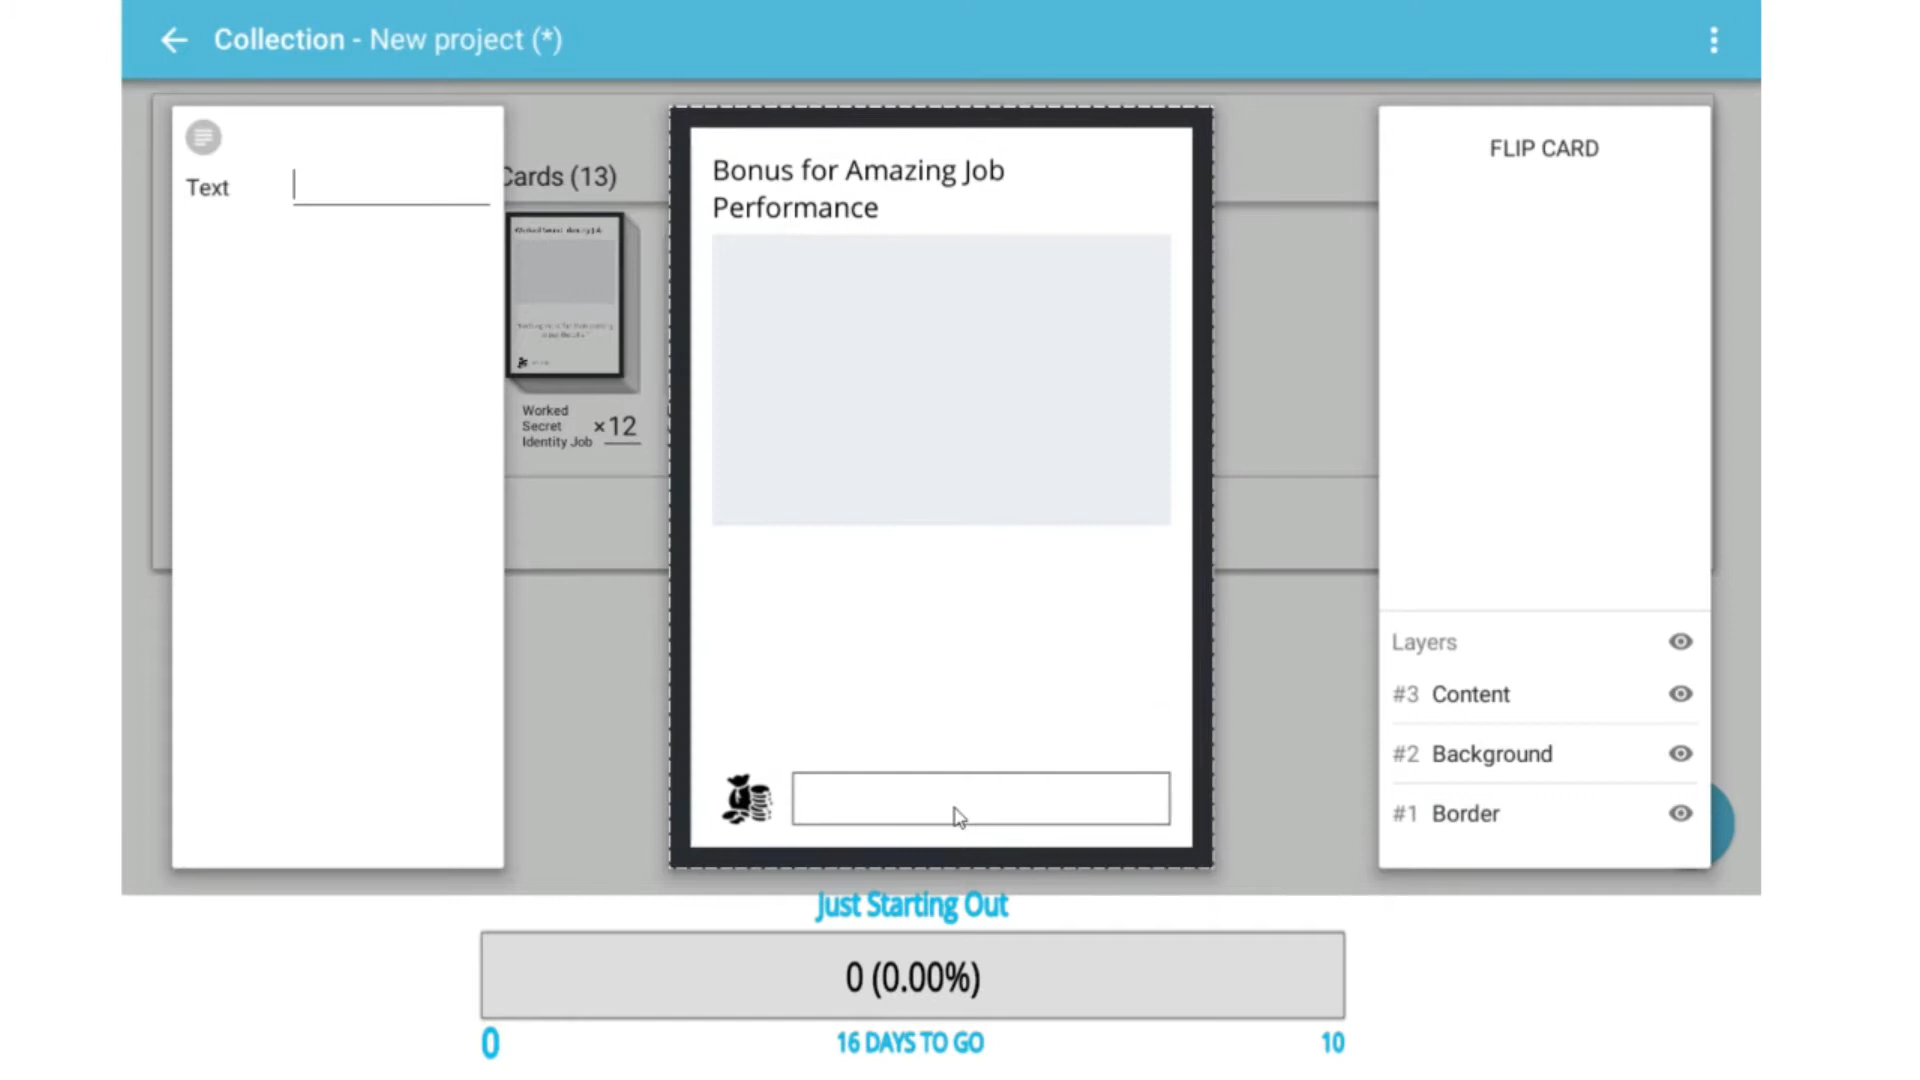 Collection - New project (*)
Text
Cards (13)
Worked
Secret
Identity Job
×12
Bonus for Amazing Job
Performance
FLIP CARD
Layers
#3 Content
#2 Background
#1 Border
Just Starting Out
0 (0.00%)
0
16 DAYS TO GO
10